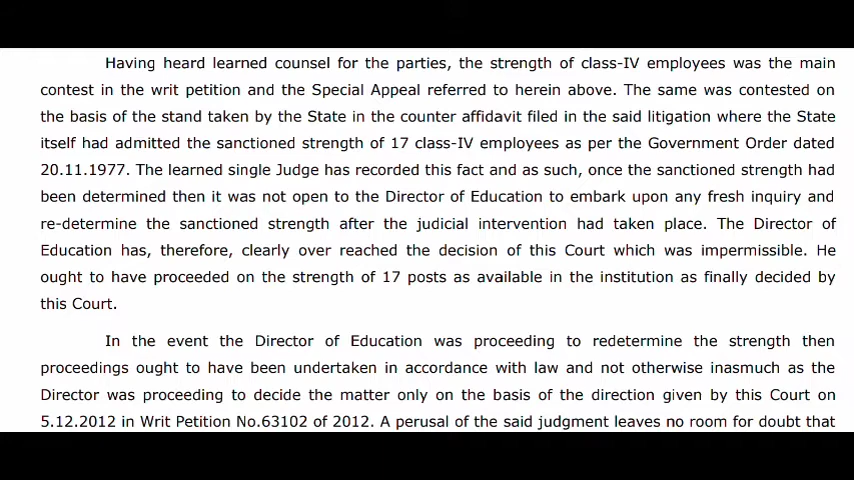 Having heard learned counsel for the parties, the strength of class-IV employees was the main
contest in the writ petition and the Special Appeal referred to herein above. The same was contested on
the basis of the stand taken by the State in the counter affidavit filed in the said litigation where the State
itself had admitted the sanctioned strength of 17 class-IV employees as per the Government Order dated
20.11.1977. The learned single Judge has recorded this fact and as such, once the sanctioned strength had
been determined then it was not open to the Director of Education to embark upon any fresh inquiry and
re-determine the sanctioned strength after the judicial intervention had taken place. The Director of
Education has, therefore, clearly over reached the decision of this Court which was impermissible. He
ought to have proceeded on the strength of 17 posts as available in the institution as finally decided by
this Court.
In the event the Director of Education was proceeding to redetermine the strength then
proceedings ought to have been undertaken in accordance with law and not otherwise inasmuch as the
Director was proceeding to decide the matter only on the basis of the direction given by this Court on
5.12.2012 in Writ Petition No.63102 of 2012. A perusal of the said judgment leaves no room for doubt that